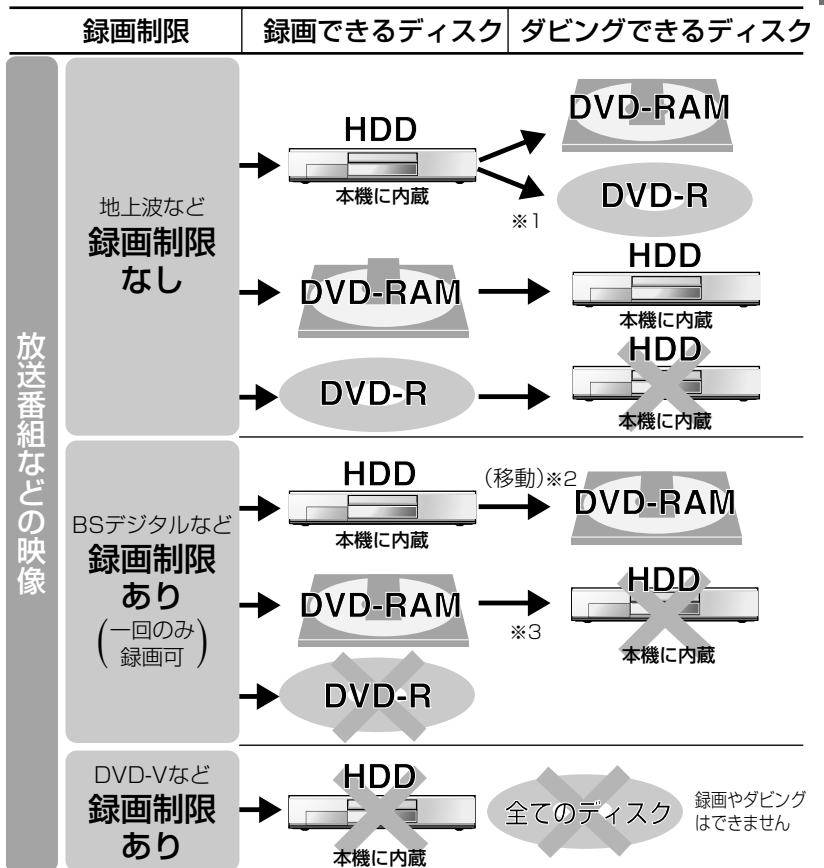 録画制限
録画できるディスク
ダビングできるディスク
放送番組などの映像
地上波など
録画制限
なし
HDD
本機に内蔵
※1
DVD-RAM
DVD-R
DVD-RAM
HDD
本機に内蔵
DVD-R
HDD
本機に内蔵
BSデジタルなど
録画制限
あり
(一回のみ
録画可)
HDD
本機に内蔵
(移動)※2
DVD-RAM
DVD-RAM
※3
HDD
本機に内蔵
DVD-R
DVD-Vなど
録画制限
あり
HDD
本機に内蔵
全てのディスク
録画やダビング
はできません